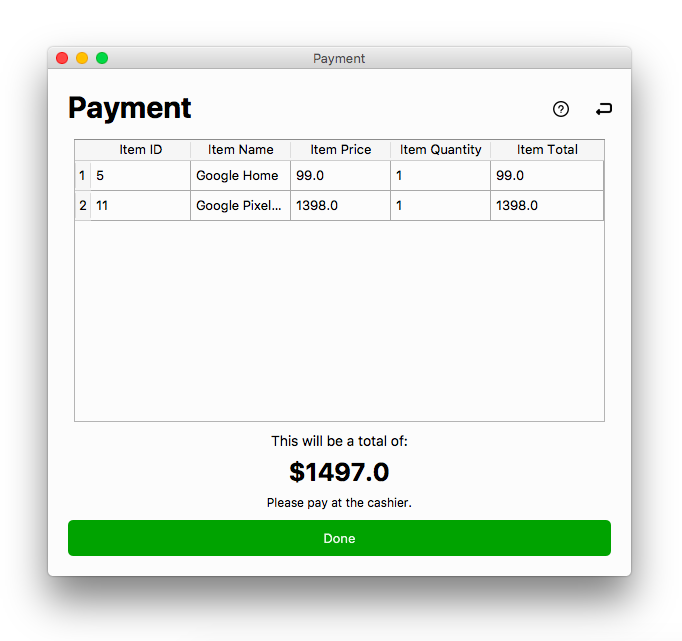 Payment
Payment
Item ID Item Name Item Price Item Quantity Item Total
1 5 Google Home 99.0 1 99.0
2 11 Google Pixel... 1398.0 1 1398.0
This will be a total of:
$1497.0
Please pay at the cashier.
Done